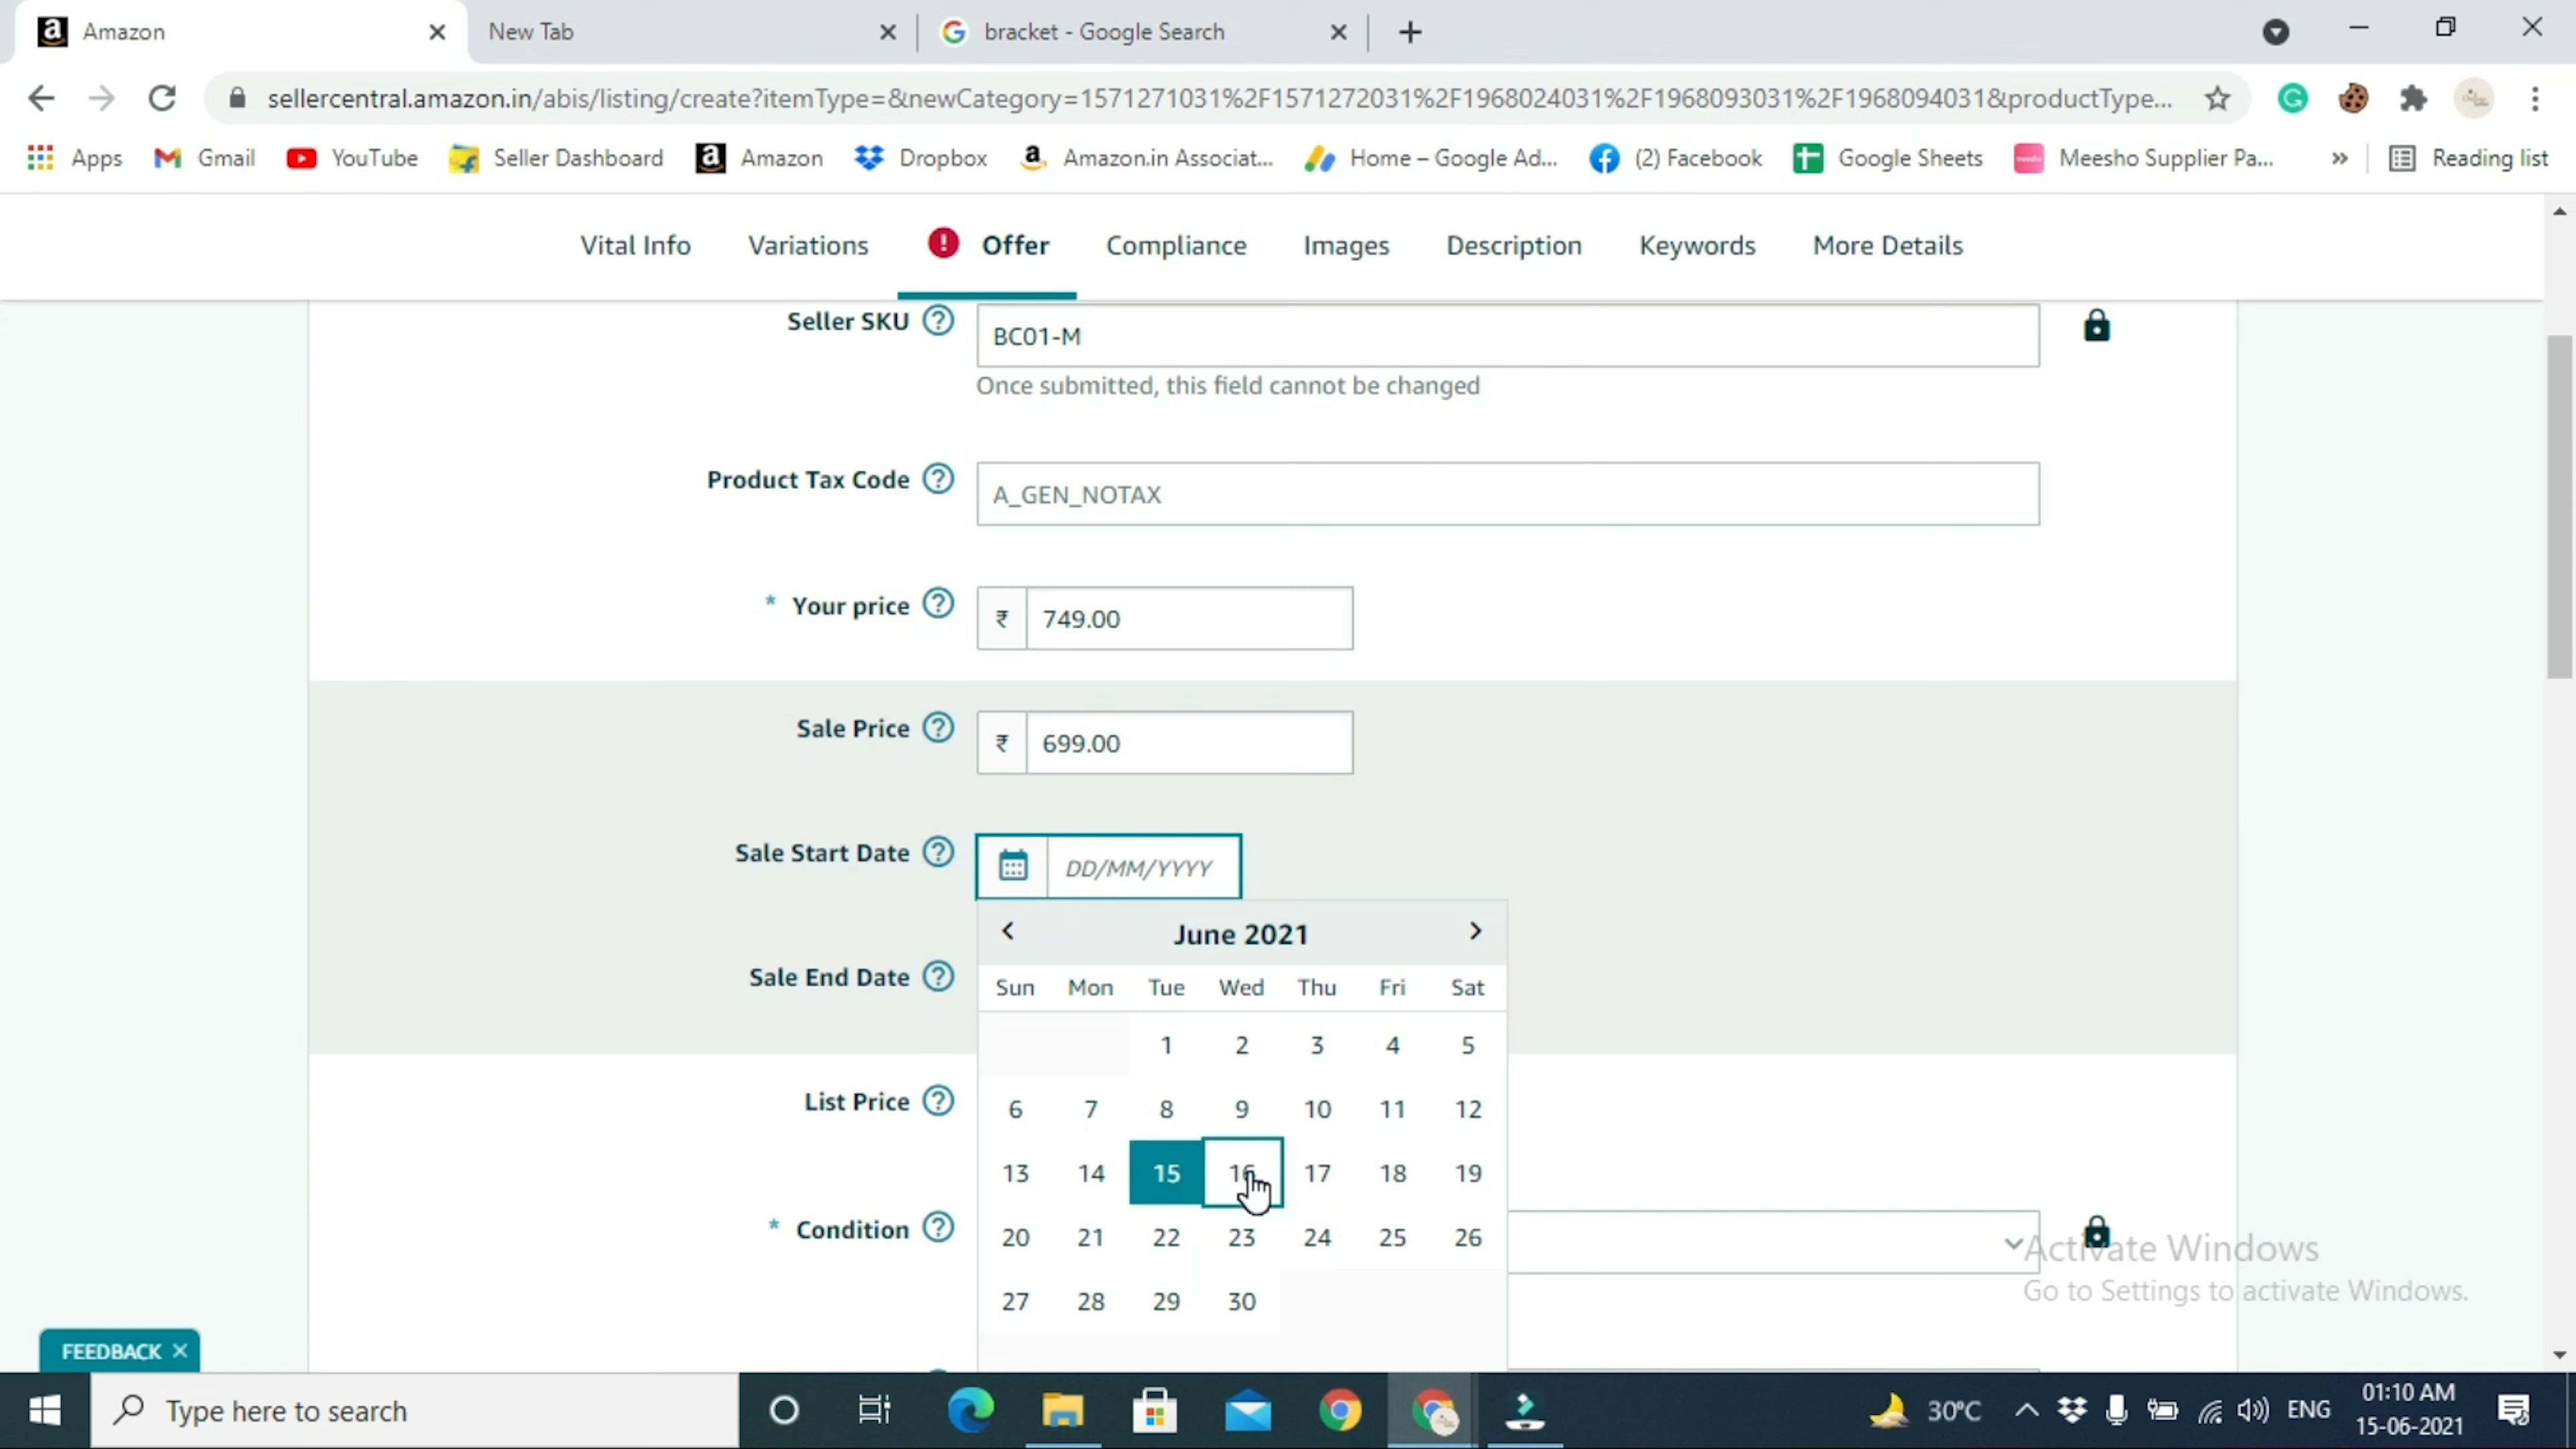 Amazon
New Tab
bracket - Google Search
sellercentral.amazon.in/abis/listing/create?itemType=&newCategory=1571271031%2F1571272031%2F1968024031%2F1968093031%2F1968094031&productType...
Apps
Gmail
YouTube
Seller Dashboard
Amazon
Dropbox
Amazon.in Associat...
Home – Google Ad...
(2) Facebook
Google Sheets
Meesho Supplier Pa...
»
Reading list
Vital Info
Variations
Offer
Compliance
Images
Description
Keywords
More Details
Seller SKU
BC01-M
Once submitted, this field cannot be changed
Product Tax Code
A_GEN_NOTAX
* Your price
₹ 749.00
Sale Price
₹ 699.00
Sale Start Date
DD/MM/YYYY
June 2021
Sale End Date
Sun Mon Tue Wed Thu Fri Sat
1 2 3 4 5
List Price
6 7 8 9 10 11 12
13 14 15 16 17 18 19
* Condition
20 21 22 23 24 25 26
27 28 29 30
Activate Windows
Go to Settings to activate Windows.
FEEDBACK ×
Type here to search
30°C
ENG
01:10 AM
15-06-2021